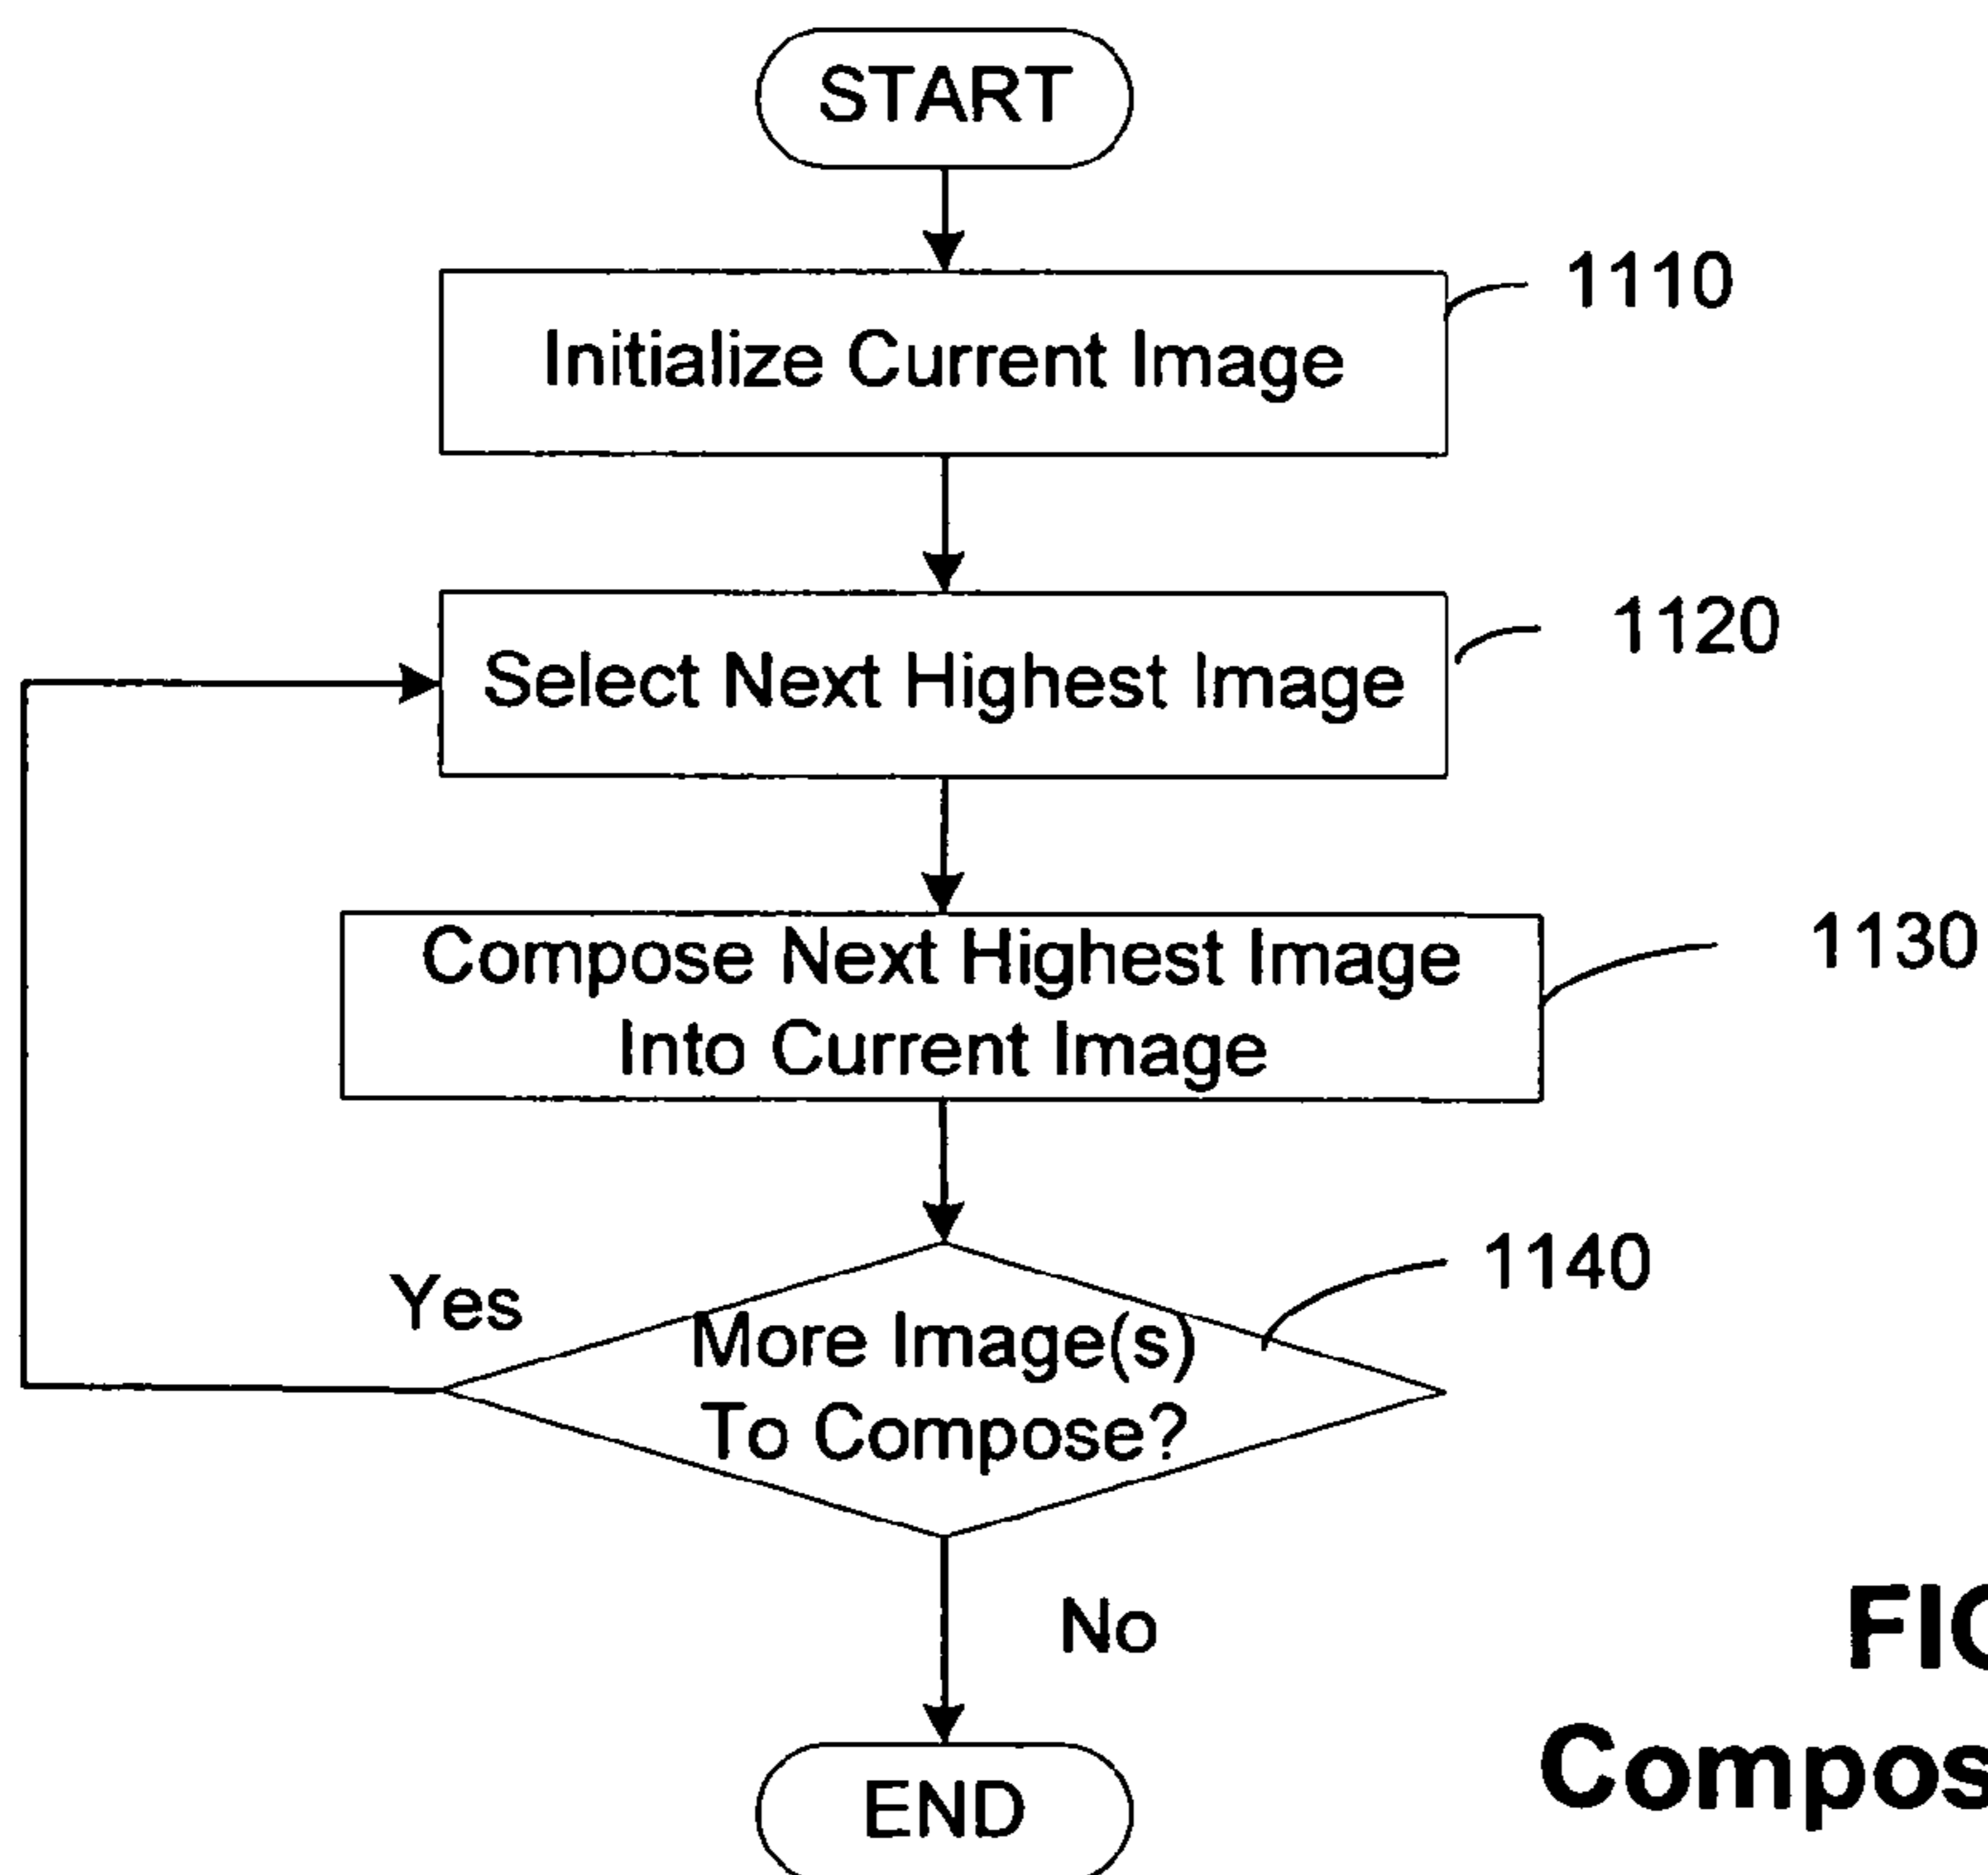 START
Initialize Current Image
1110
Select Next Highest Image
1120
Compose Next Highest Image
Into Current Image
1130
More Image(s)
To Compose?
1140
Yes
No
END